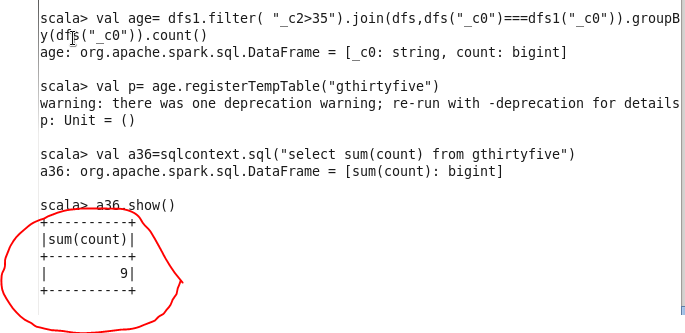 scala> val age= dfs1.filter( "_c2>35").join(dfs,dfs("_c0")===dfs1("_c0")).groupB
y(dfs("_c0")).count()
age: org.apache.spark.sql.DataFrame = [_c0: string, count: bigint]
scala> val p= age.registerTempTable("gthirtyfive")
warning: there was one deprecation warning; re-run with -deprecation for details
p: Unit = ()
scala> val a36=sqlcontext.sql("select sum(count) from gthirtyfive")
a36: org.apache.spark.sql.DataFrame = [sum(count): bigint]
scala> a36.show()
+----------+
|sum(count)|
+----------+
|         9|
+----------+